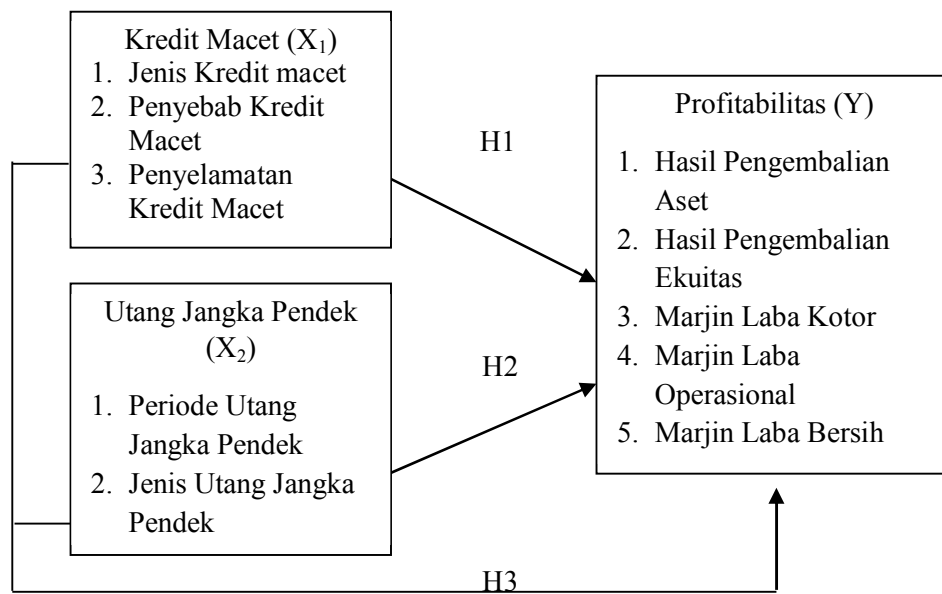 Kredit Macet (X₁)
1. Jenis Kredit macet
2. Penyebab Kredit
Macet
3. Penyelamatan
Kredit Macet
H1
Utang Jangka Pendek
(X₂)
1. Periode Utang
Jangka Pendek
2. Jenis Utang Jangka
Pendek
H2
Profitabilitas (Y)
1. Hasil Pengembalian
Aset
2. Hasil Pengembalian
Ekuitas
3. Marjin Laba Kotor
4. Marjin Laba
Operasional
5. Marjin Laba Bersih
H3